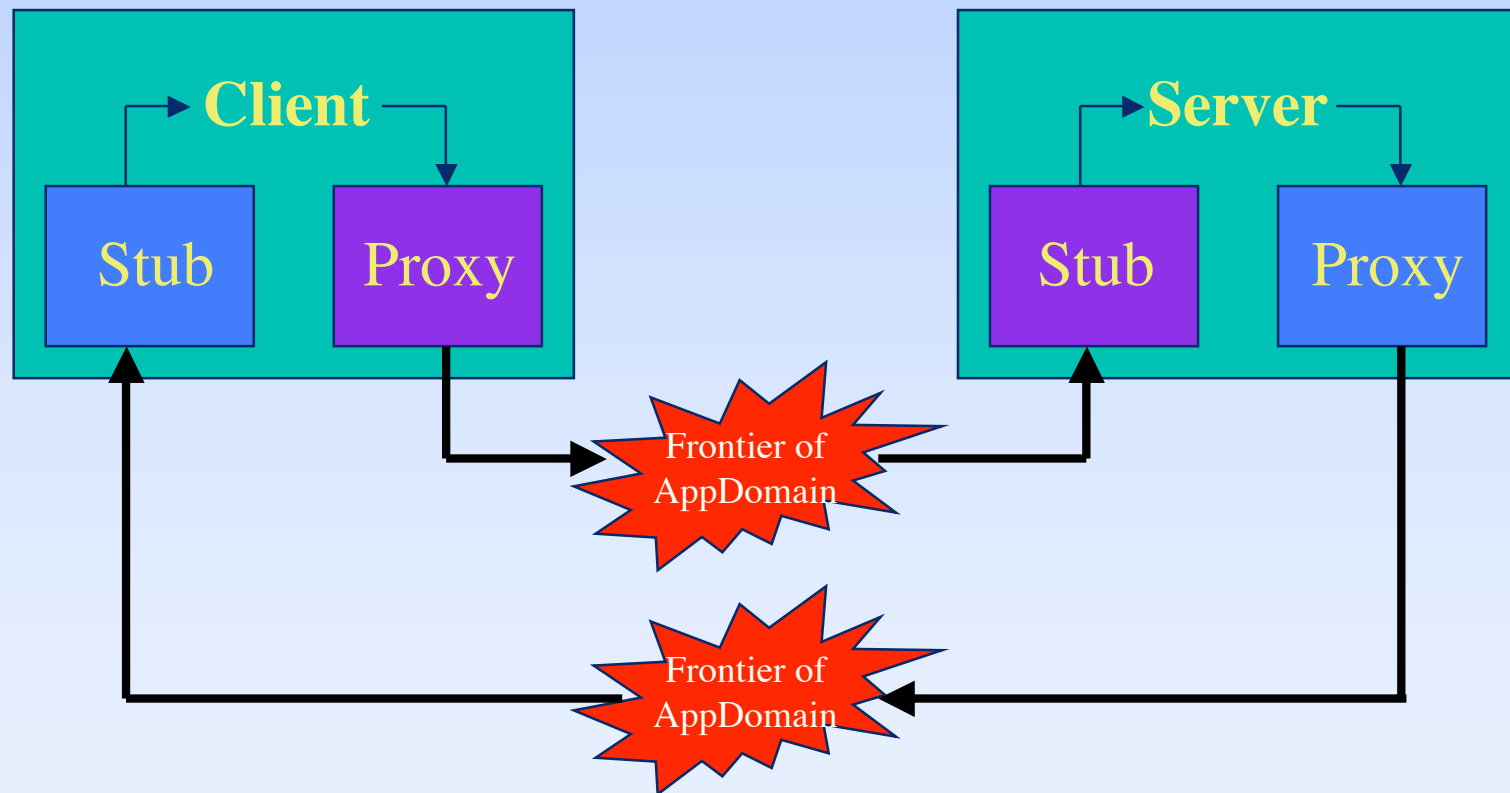 Client
Server
Stub
Proxy
Stub
Proxy
Frontier of
AppDomain
Frontier of
AppDomain